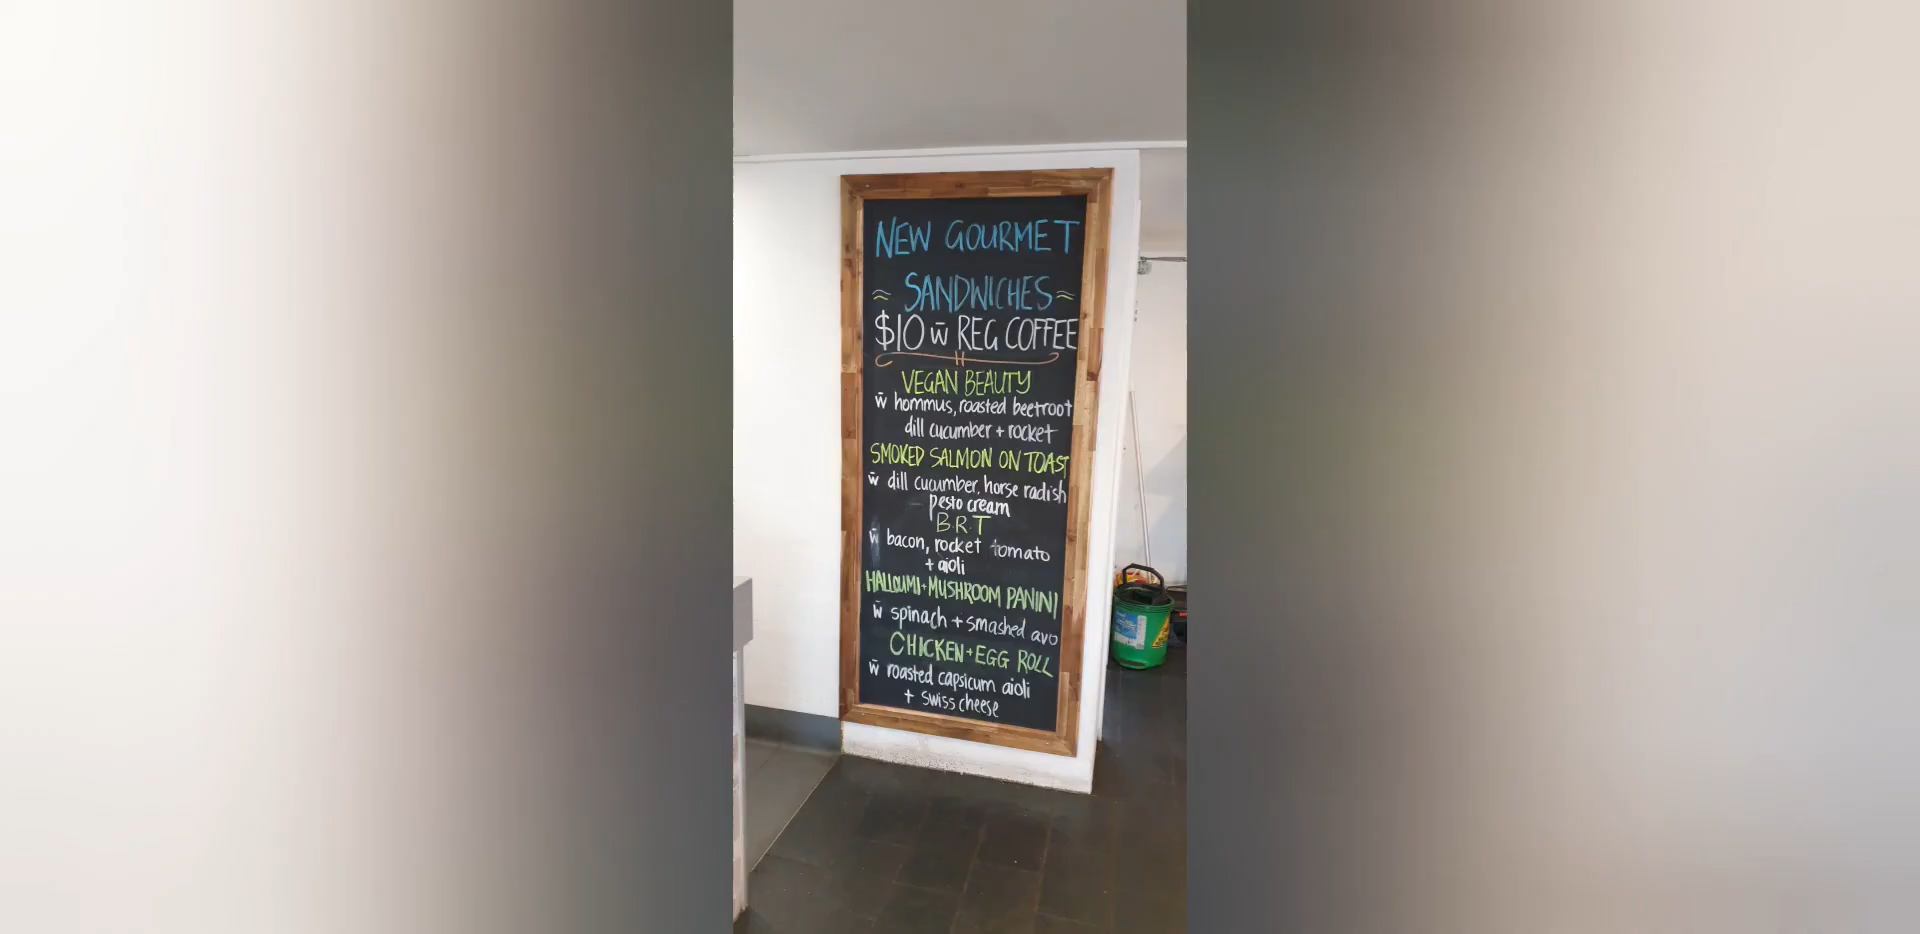 NEW GOURMET
≈ SANDWICHES ≈
$10 w̄ REG COFFEE
VEGAN BEAUTY
w̄ hommus, roasted beetroot
dill cucumber + rocket
SMOKED SALMON ON TOAST
w̄ dill cucumber, horse radish
pesto cream
B.R.T
w̄ bacon, rocket tomato
+ aioli
HALLOUMI + MUSHROOM PANINI
w̄ spinach + smashed avo
CHICKEN + EGG ROLL
w̄ roasted capsicum aioli
+ swiss cheese